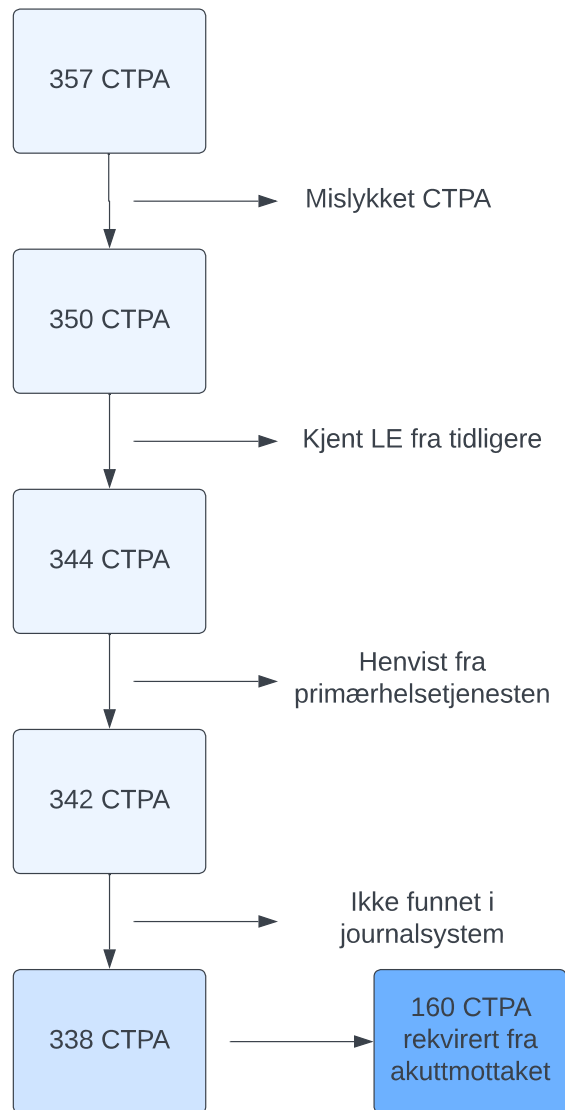 357 CTPA
Mislykket CTPA
350 CTPA
Kjent LE fra tidligere
344 CTPA
Henvist fra
primærhelsetjenesten
342 CTPA
Ikke funnet i
journalsystem
338 CTPA
160 CTPA
rekvirert fra
akuttmottaket